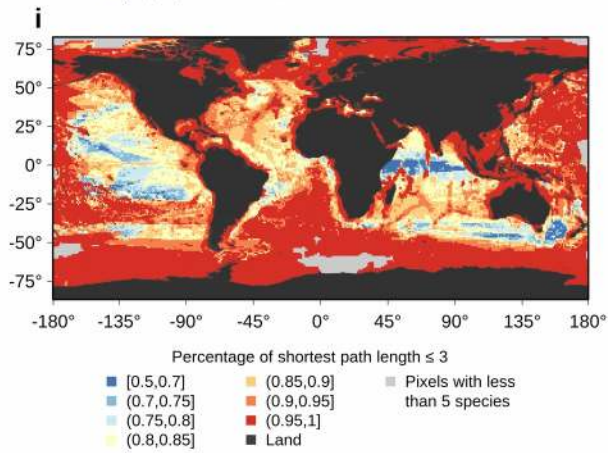 i
75°
50°
25°
0°
-25°
-50°
-75°
-180° -135° -90° -45° 0° 45° 90° 135° 180°
Percentage of shortest path length ≤ 3
[0.5,0.7] (0.85,0.9] Pixels with less
(0.7,0.75] (0.9,0.95] than 5 species
(0.75,0.8] (0.95,1]
(0.8,0.85] Land